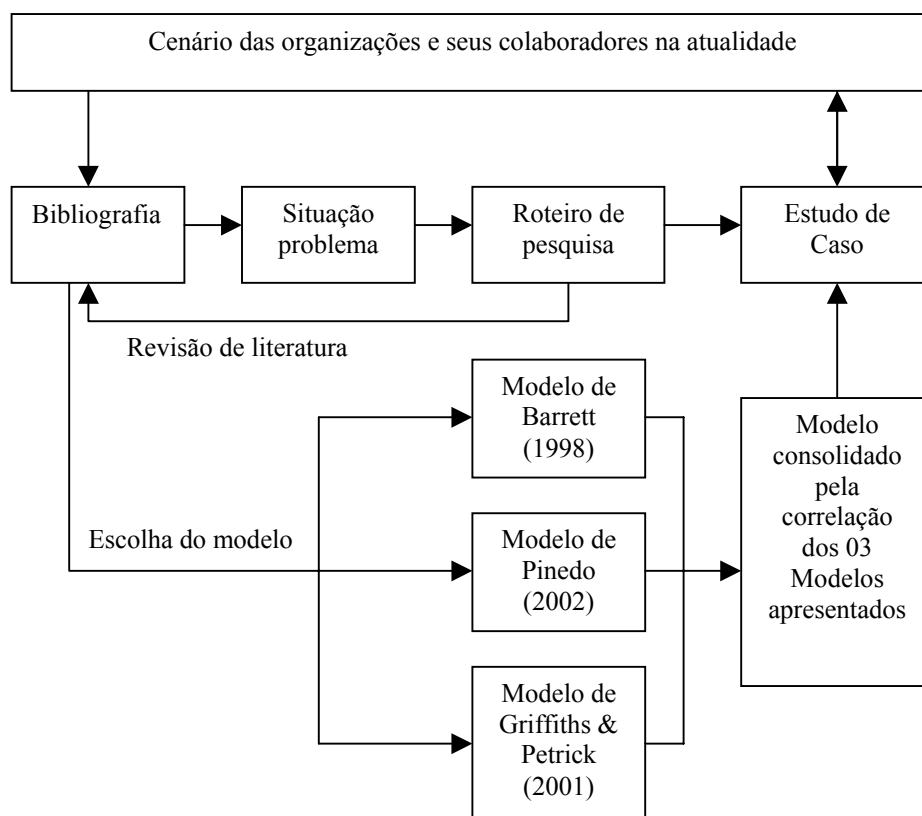 Cenário das organizações e seus colaboradores na atualidade
Bibliografia
Situação
problema
Roteiro de
pesquisa
Estudo de
Caso
Revisão de literatura
Modelo de
Barrett
(1998)
Escolha do modelo
Modelo de
Pinedo
(2002)
Modelo de
Griffiths &
Petrick
(2001)
Modelo
consolidado
pela
correlação
dos 03
Modelos
apresentados